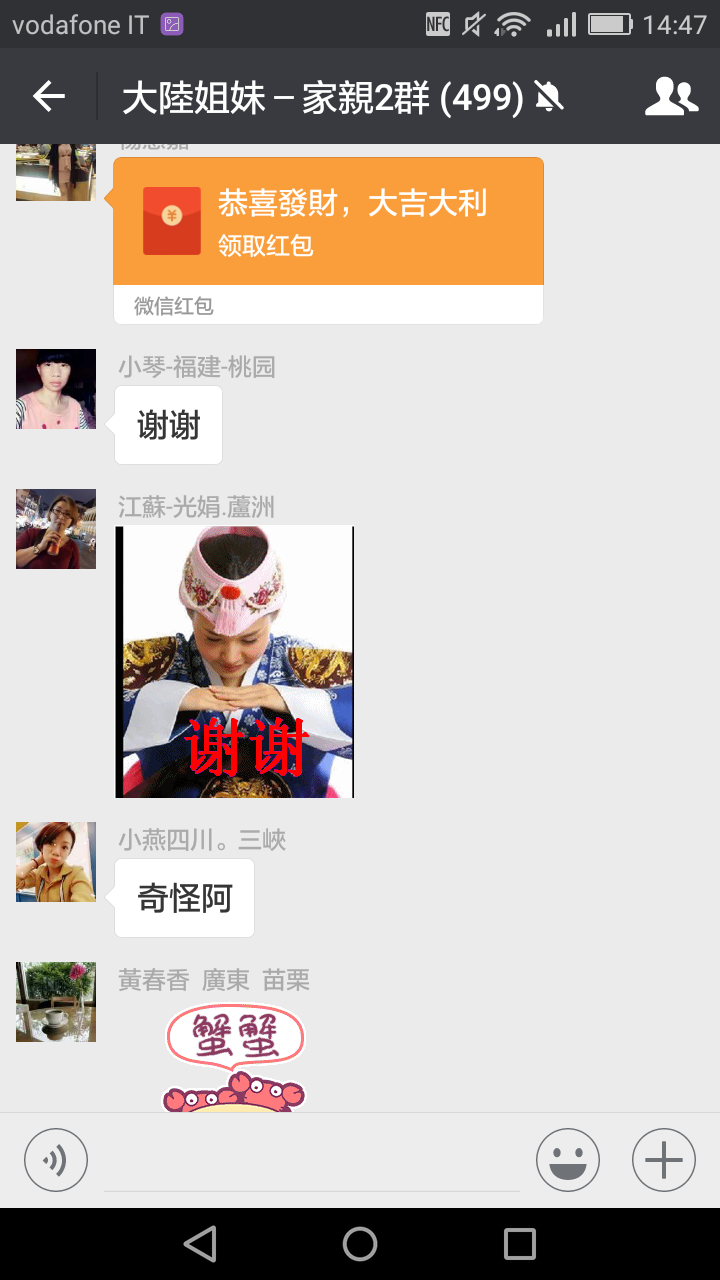 vodafone IT
NFC
14:47
大陸姐妹 – 家親2群 (499)
恭喜發財，大吉大利
领取红包
微信红包
小琴-福建-桃园
谢谢
江蘇-光娟.蘆洲
谢谢
小燕四川。三峽
奇怪阿
黃春香 廣東 苗栗
蟹蟹